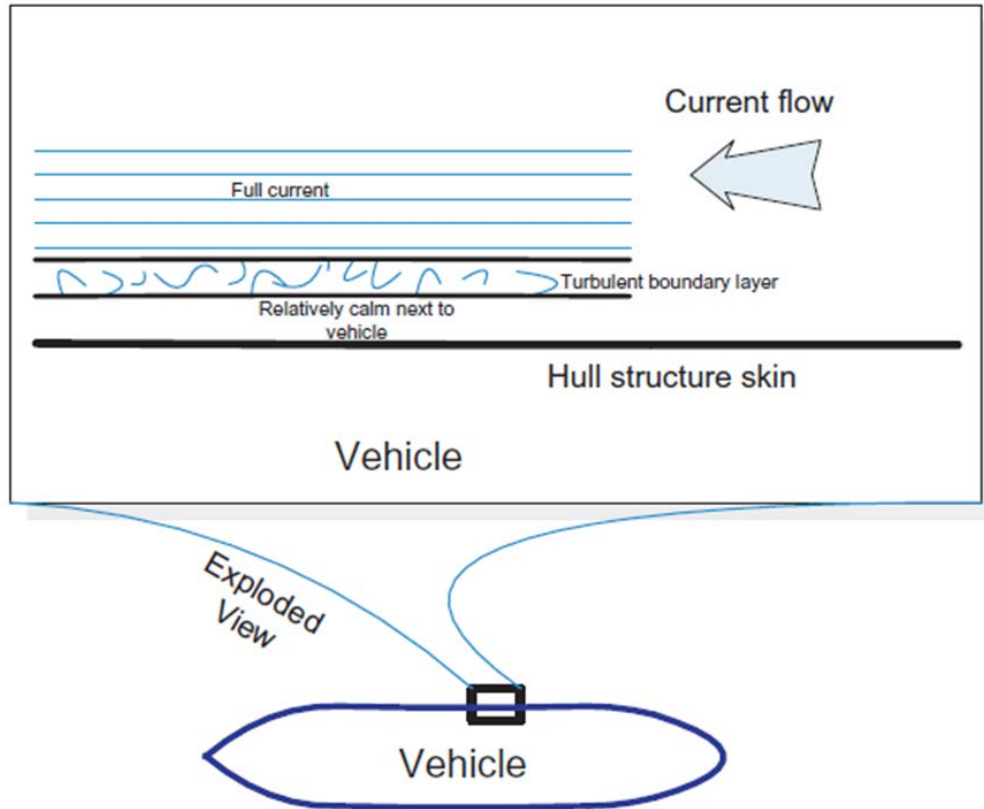 Current flow
Full current
Turbulent boundary layer
Relatively calm next to
vehicle
Hull structure skin
Vehicle
Exploded
View
Vehicle